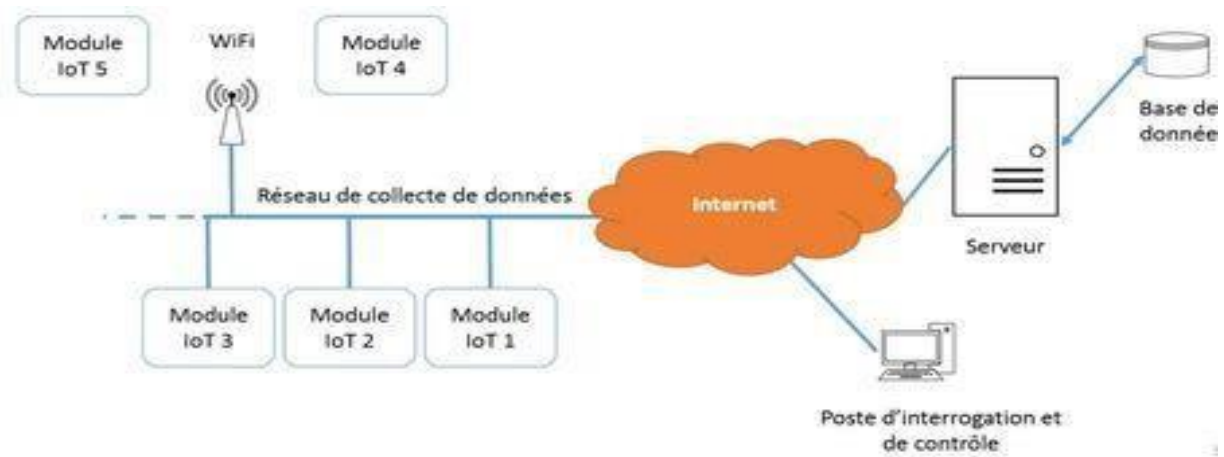 Module
IoT 5
WiFi
Module
IoT 4
Base de
donnée
Réseau de collecte de données
Internet
Serveur
Module
IoT 3
Module
IoT 2
Module
IoT 1
Poste d'interrogation et
de contrôle